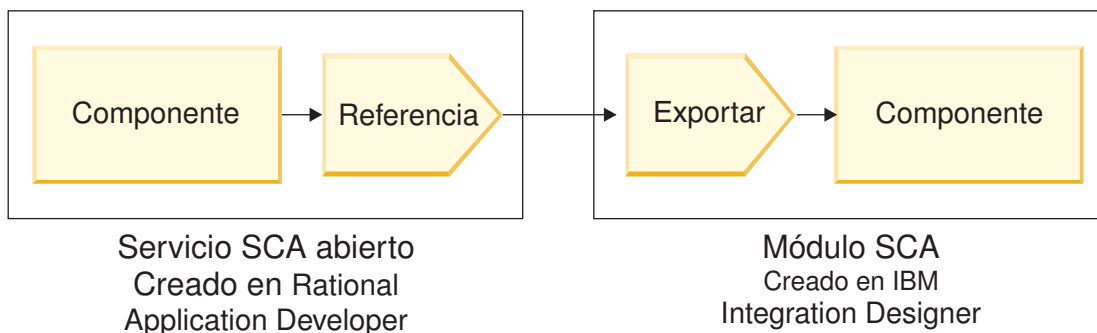 Componente
Referencia
Exportar
Componente
Servicio SCA abierto
Creado en Rational
Application Developer
Módulo SCA
Creado en IBM
Integration Designer